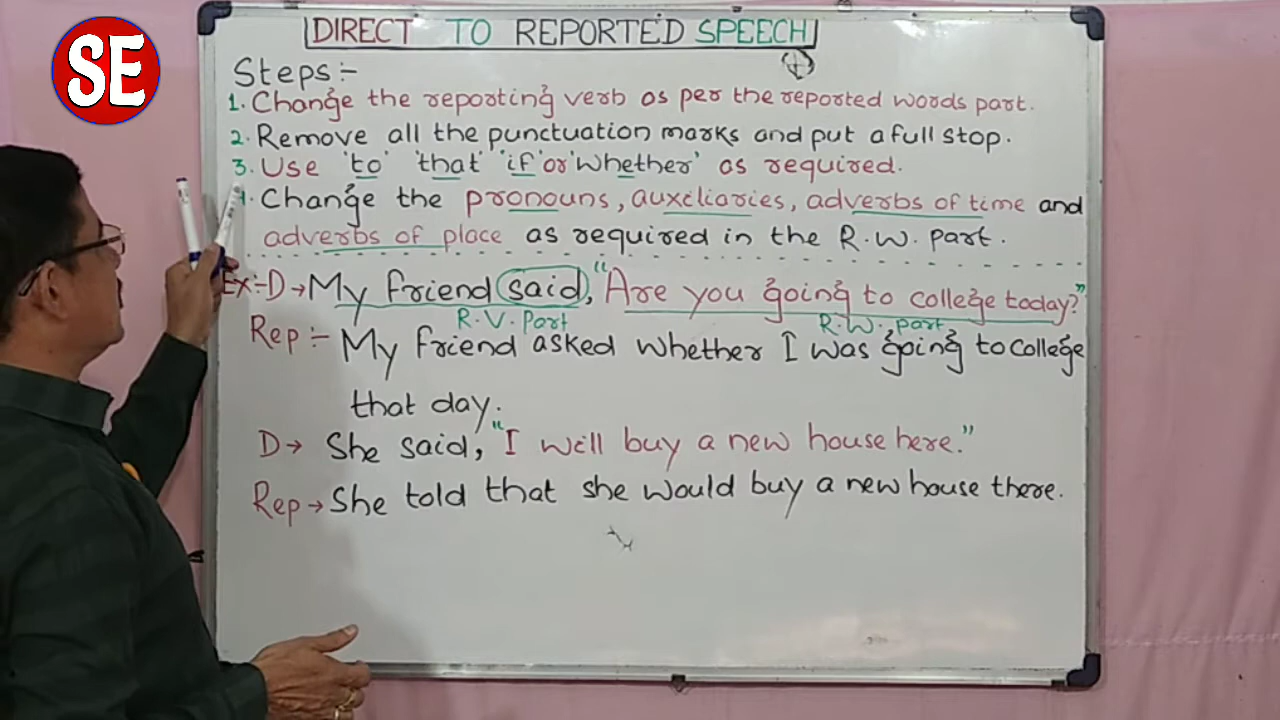 SE
DIRECT TO REPORTED SPEECH
Steps:-
1. Change the reporting verb as per the reported words part.
2. Remove all the punctuation marks and put a full stop.
3. Use 'to' 'that' 'if' or 'whether' as required.
4. Change the pronouns, auxiliaries, adverbs of time and
adverbs of place as required in the R.W. part.
Ex:- D → My friend said, "Are you going to college today?"
R.V. Part R.W. part
Rep :- My friend asked whether I was going to college
that day.
D → She said, "I will buy a new house here."
Rep → She told that she would buy a new house there.